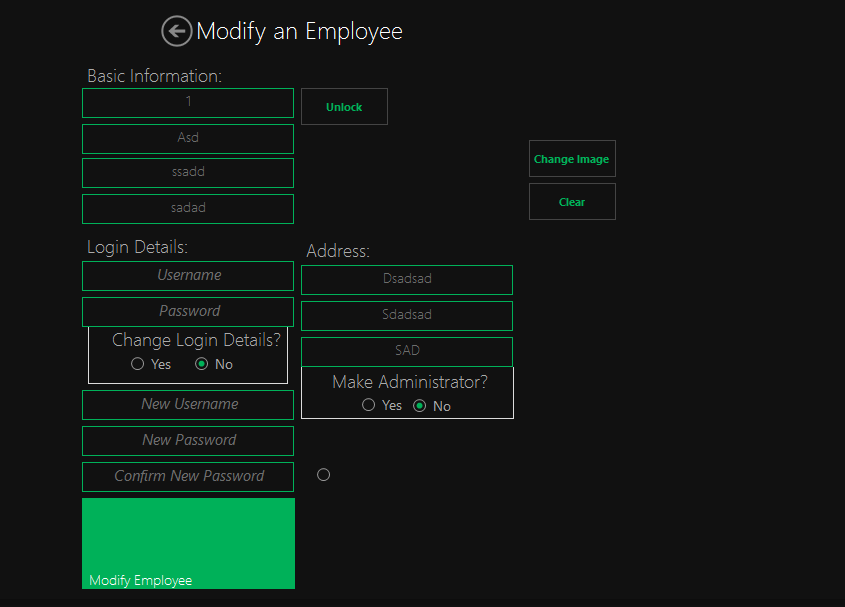 Modify an Employee
Basic Information:
1
Unlock
Asd
ssadd
sadad
Change Image
Clear
Login Details:
Username
Password
Change Login Details?
Yes No
New Username
New Password
Confirm New Password
Address:
Dsadsad
Sdadsad
SAD
Make Administrator?
Yes No
Modify Employee